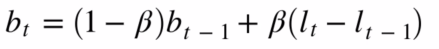 b_t = (1 − β)b_{t − 1} + β(l_t − l_{t − 1})